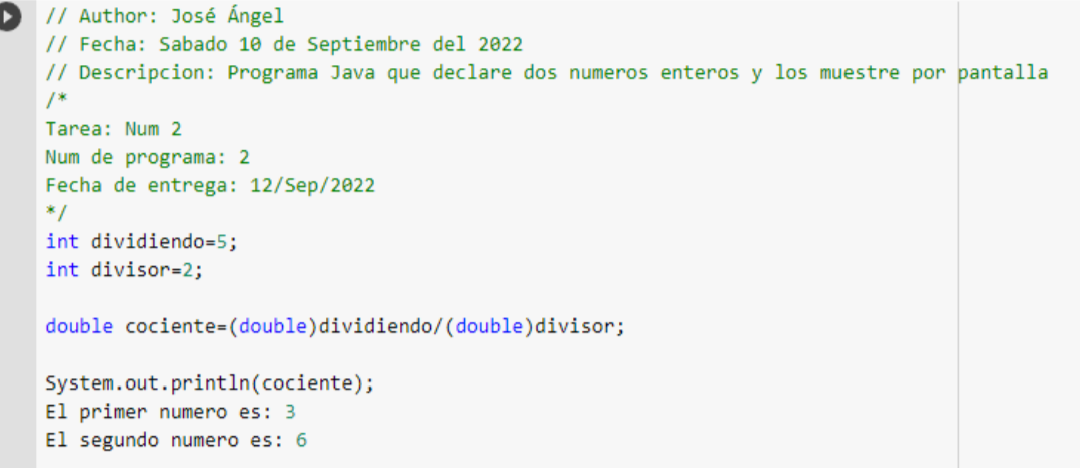 // Author: José Ángel
// Fecha: Sabado 10 de Septiembre del 2022
// Descripcion: Programa Java que declare dos numeros enteros y los muestre por pantalla
/*
Tarea: Num 2
Num de programa: 2
Fecha de entrega: 12/Sep/2022
*/
int dividiendo=5;
int divisor=2;
double cociente=(double)dividiendo/(double)divisor;
System.out.println(cociente);
El primer numero es: 3
El segundo numero es: 6